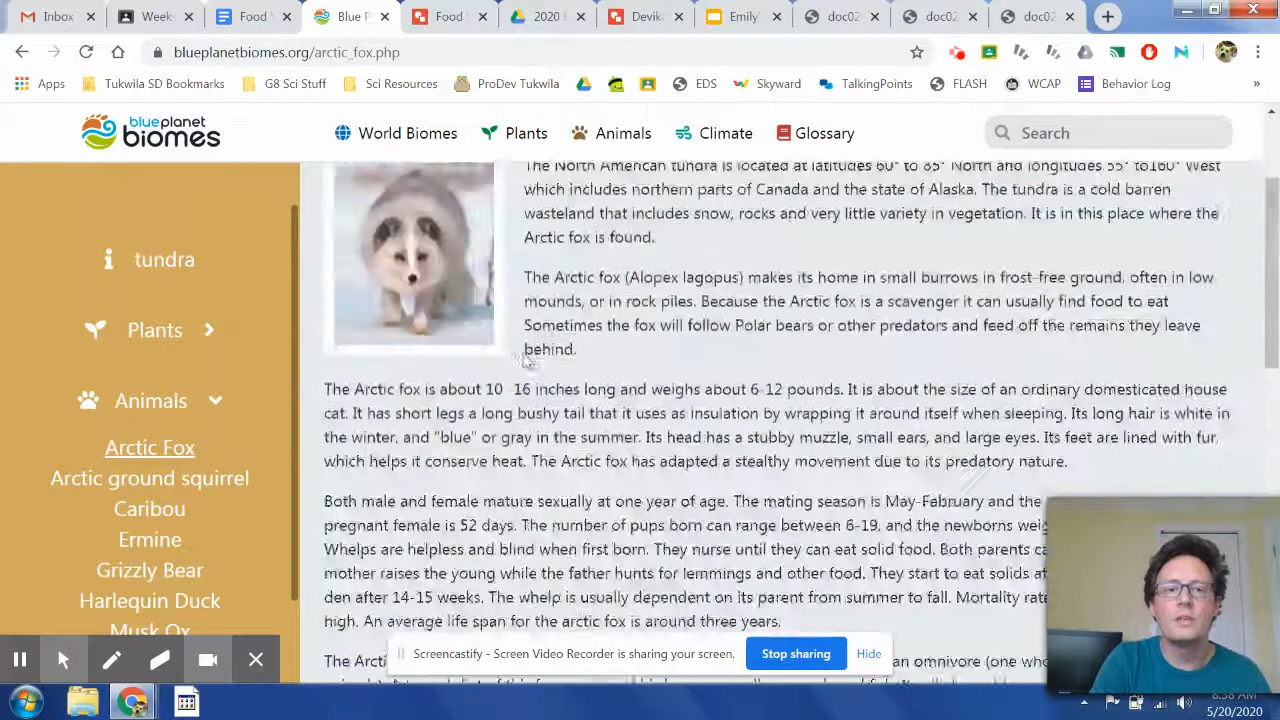 Inbox
Week
Food
Blue P
Food
2020
Devik
Emily
doc02
doc02
doc02
blueplanetbiomes.org/arctic_fox.php
Apps
Tukwila SD Bookmarks
G8 Sci Stuff
Sci Resources
ProDev Tukwila
EDS
Skyward
TalkingPoints
FLASH
WCAP
Behavior Log
»
blueplanet
biomes
World Biomes
Plants
Animals
Climate
Glossary
Search
tundra
Plants
Animals
Arctic Fox
Arctic ground squirrel
Caribou
Ermine
Grizzly Bear
Harlequin Duck
Musk Ox
The North American tundra is located at latitudes 60° to 85° North and longitudes 55° to160° West
which includes northern parts of Canada and the state of Alaska. The tundra is a cold barren
wasteland that includes snow, rocks and very little variety in vegetation. It is in this place where the
Arctic fox is found.
The Arctic fox (Alopex lagopus) makes its home in small burrows in frost-free ground, often in low
mounds, or in rock piles. Because the Arctic fox is a scavenger it can usually find food to eat
Sometimes the fox will follow Polar bears or other predators and feed off the remains they leave
behind.
The Arctic fox is about 10 16 inches long and weighs about 6-12 pounds. It is about the size of an ordinary domesticated house
cat. It has short legs a long bushy tail that it uses as insulation by wrapping it around itself when sleeping. Its long hair is white in
the winter, and "blue" or gray in the summer. Its head has a stubby muzzle, small ears, and large eyes. Its feet are lined with fur,
which helps it conserve heat. The Arctic fox has adapted a stealthy movement due to its predatory nature.
Both male and female mature sexually at one year of age. The mating season is May-February and the
pregnant female is 52 days. The number of pups born can range between 6-19, and the newborns wei
Whelps are helpless and blind when first born. They nurse until they can eat solid food. Both parents ca
mother raises the young while the father hunts for lemmings and other food. They start to eat solids at
den after 14-15 weeks. The whelp is usually dependent on its parent from summer to fall. Mortality rate
high. An average life span for the arctic fox is around three years.
The Arcti
an omnivore (one who
Screencastify - Screen Video Recorder is sharing your screen.
Stop sharing
Hide
8:38 AM
5/20/2020